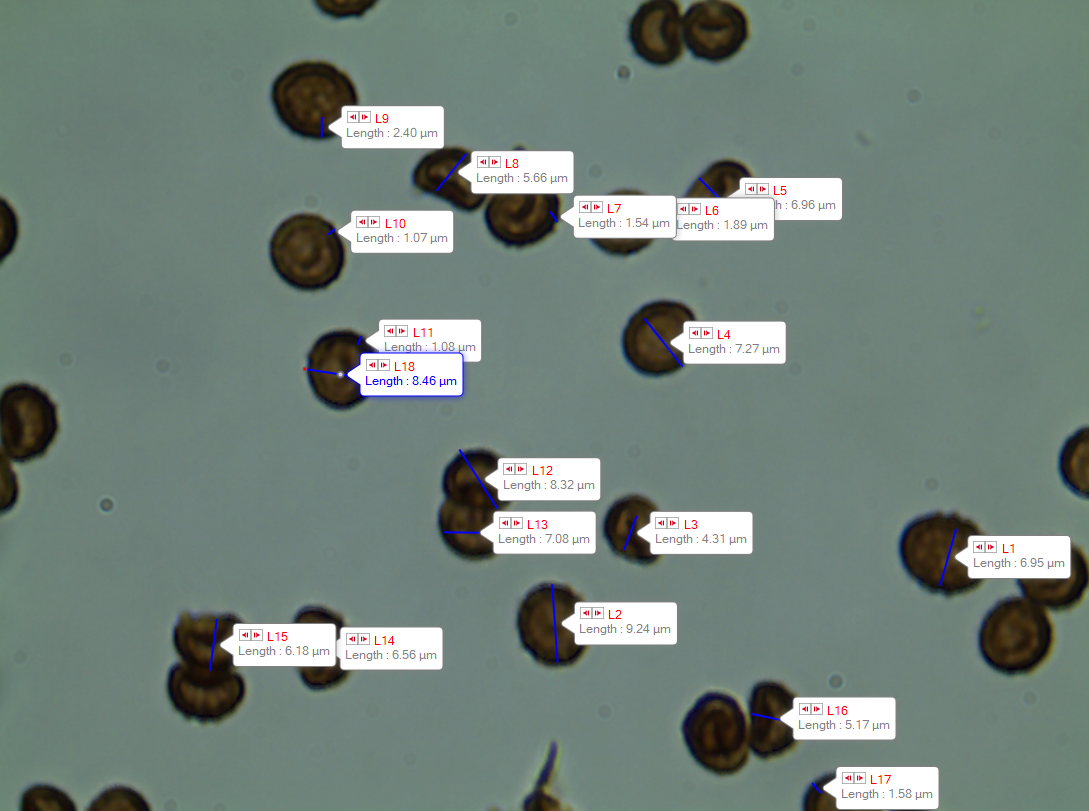 L9
Length : 2.40 µm
L8
Length : 5.66 µm
L5
h : 6.96 µm
L7
Length : 1.54 µm
L6
Length : 1.89 µm
L10
Length : 1.07 µm
L11
Length : 1.08 µm
L4
Length : 7.27 µm
L18
Length : 8.46 µm
L12
Length : 8.32 µm
L13
Length : 7.08 µm
L3
Length : 4.31 µm
L1
Length : 6.95 µm
L2
Length : 9.24 µm
L15
Length : 6.18 µm
L14
Length : 6.56 µm
L16
Length : 5.17 µm
L17
Length : 1.58 µm